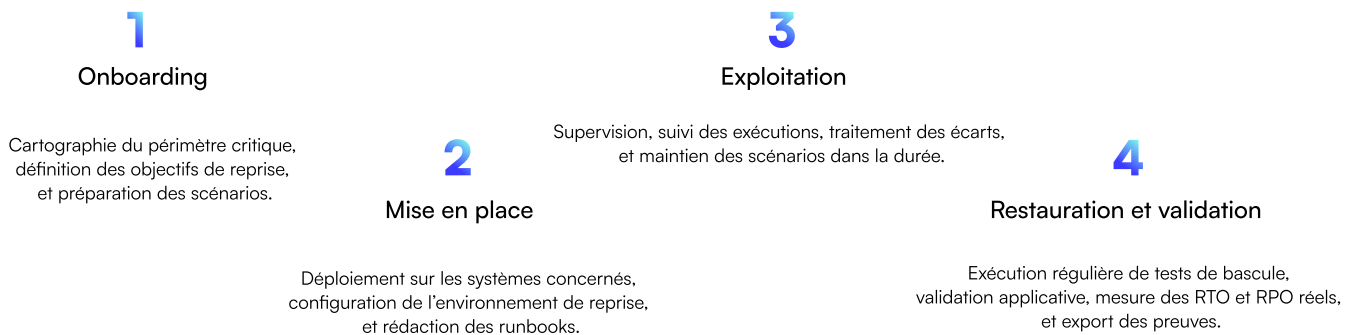 1
Onboarding
Cartographie du périmètre critique,
définition des objectifs de reprise,
et préparation des scénarios.
2
Mise en place
Déploiement sur les systèmes concernés,
configuration de l’environnement de reprise,
et rédaction des runbooks.
3
Exploitation
Supervision, suivi des exécutions, traitement des écarts,
et maintien des scénarios dans la durée.
4
Restauration et validation
Exécution régulière de tests de bascule,
validation applicative, mesure des RTO et RPO réels,
et export des preuves.